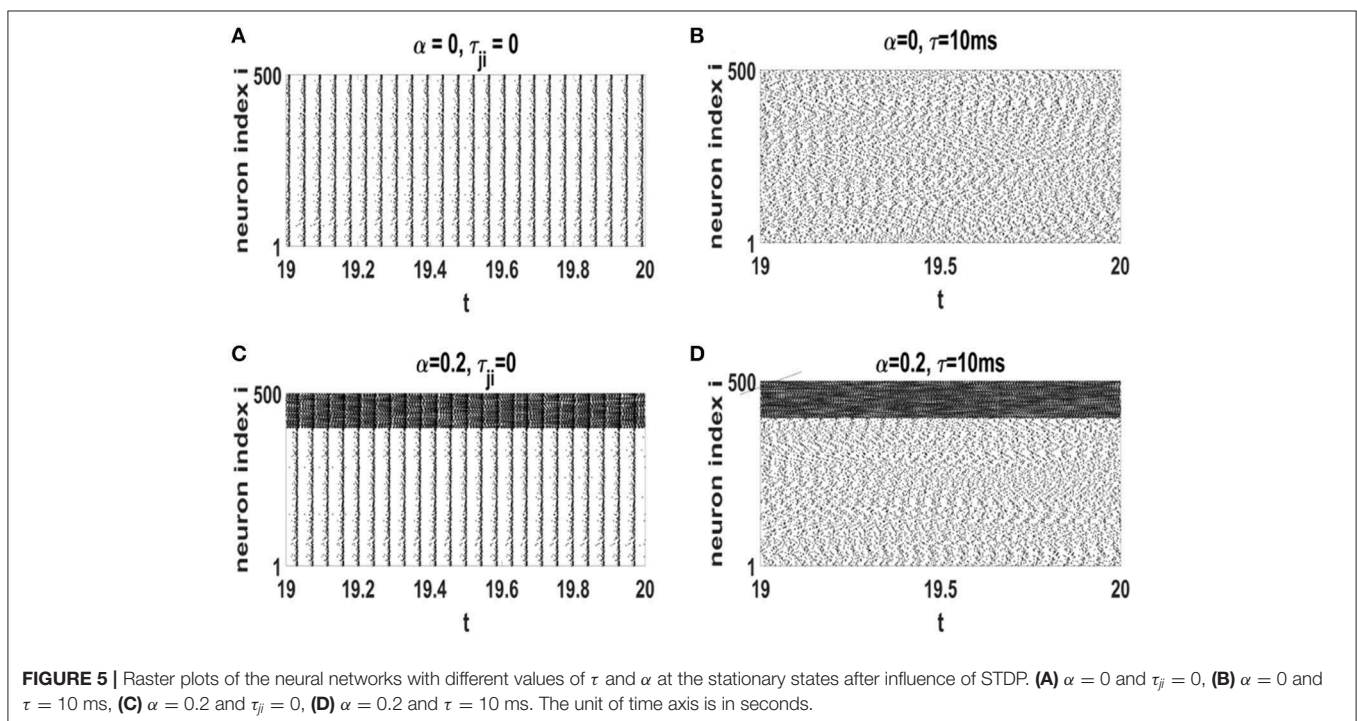 A
α = 0, τji = 0
neuron index i
500
1
19 19.2 19.4 19.6 19.8 20
t
B
α=0, τ=10ms
neuron index i
500
1
19 19.5 20
t
C
α=0.2, τji=0
neuron index i
500
1
19 19.2 19.4 19.6 19.8 20
t
D
α=0.2, τ=10ms
neuron index i
500
1
19 19.5 20
t
FIGURE 5 | Raster plots of the neural networks with different values of τ and α at the stationary states after influence of STDP. (A) α = 0 and τji = 0, (B) α = 0 and
τ = 10 ms, (C) α = 0.2 and τji = 0, (D) α = 0.2 and τ = 10 ms. The unit of time axis is in seconds.